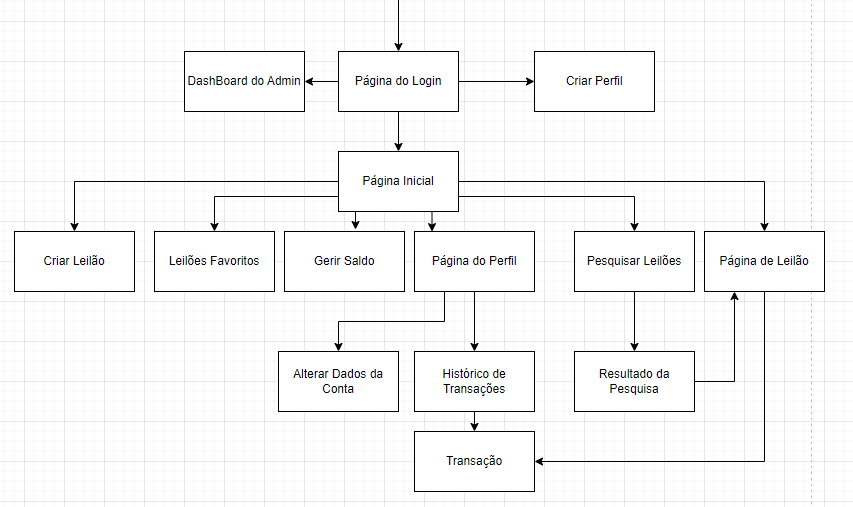 DashBoard do Admin
Página do Login
Criar Perfil
Página Inicial
Criar Leilão
Leilões Favoritos
Gerir Saldo
Página do Perfil
Pesquisar Leilões
Página de Leilão
Alterar Dados da
Conta
Histórico de
Transações
Resultado da
Pesquisa
Transação